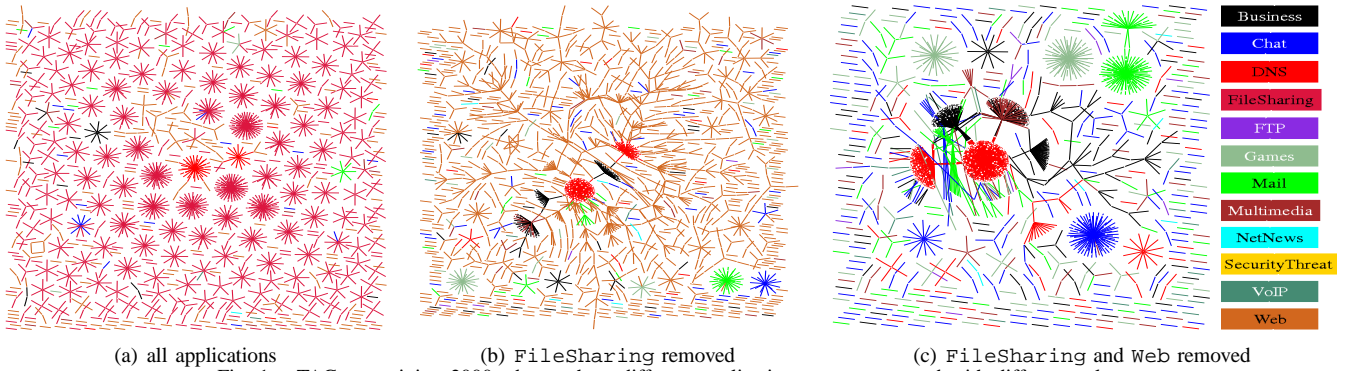 Business
Chat
DNS
FileSharing
FTP
Games
Mail
Multimedia
NetNews
SecurityThreat
VoIP
Web
(a) all applications
(b) FileSharing removed
(c) FileSharing and Web removed